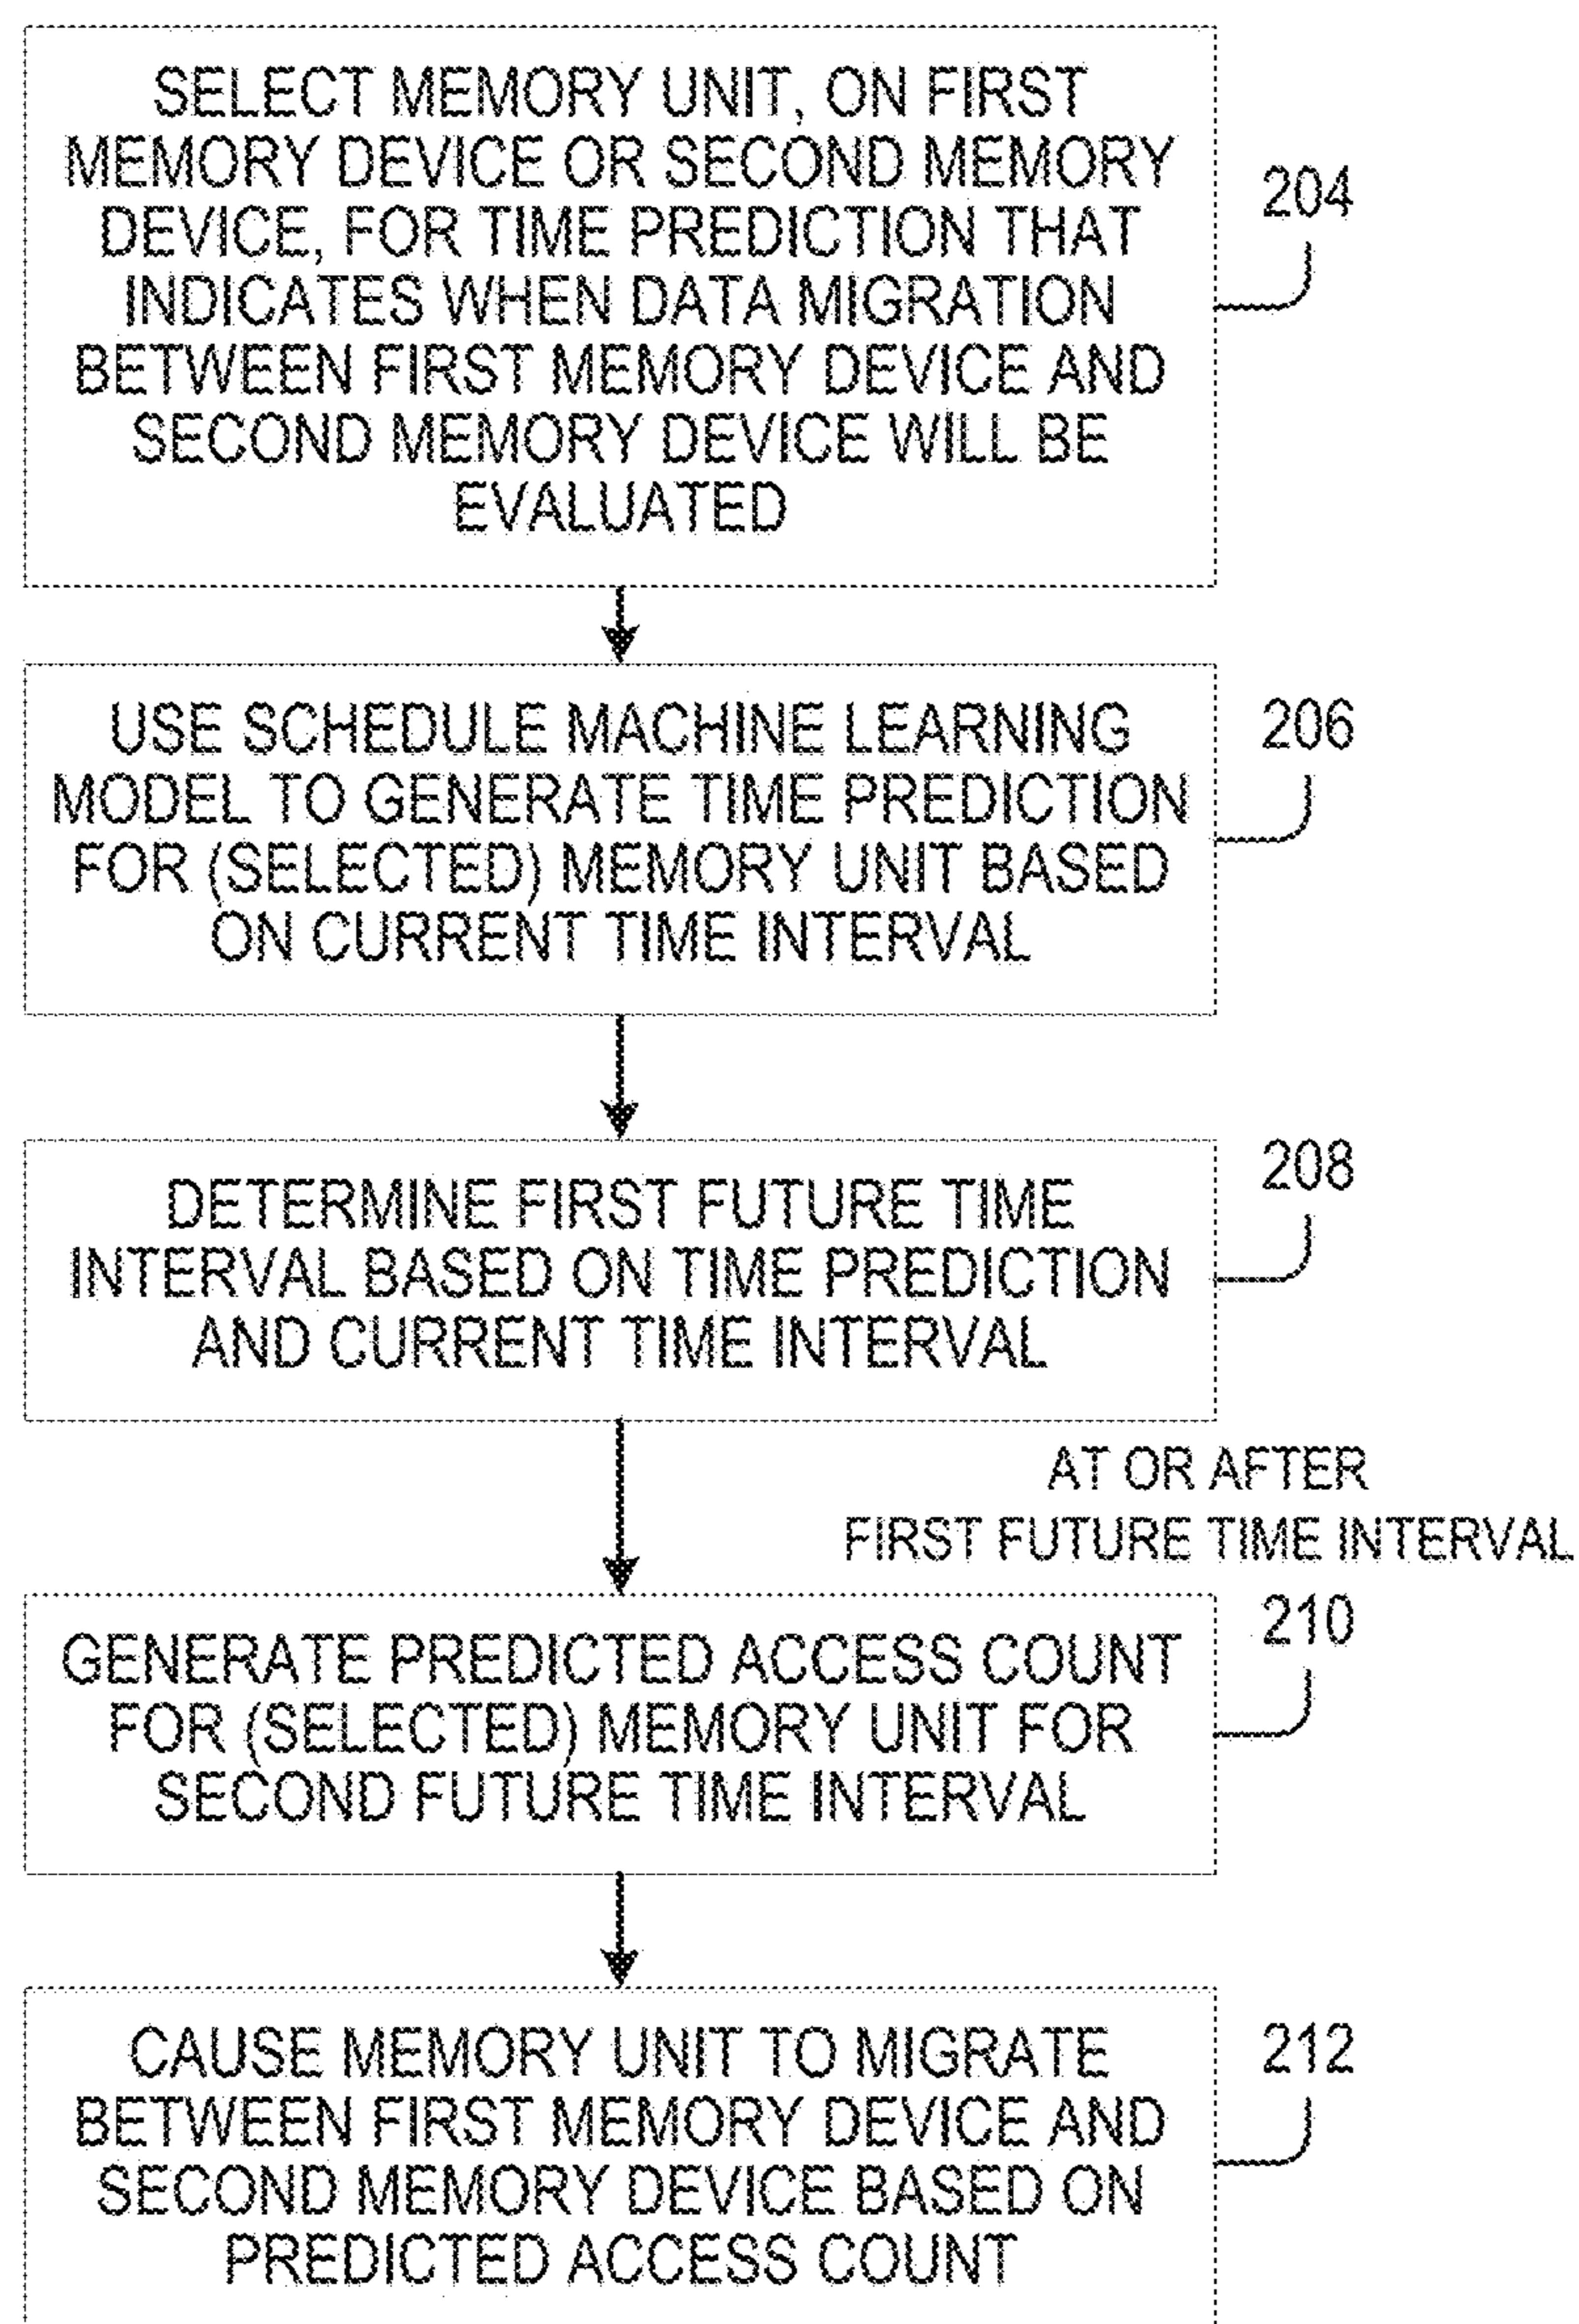 SELECT MEMORY UNIT, ON FIRST
MEMORY DEVICE OR SECOND MEMORY
DEVICE, FOR TIME PREDICTION THAT
INDICATES WHEN DATA MIGRATION
BETWEEN FIRST MEMORY DEVICE AND
SECOND MEMORY DEVICE WILL BE
EVALUATED
204
USE SCHEDULE MACHINE LEARNING
MODEL TO GENERATE TIME PREDICTION
FOR (SELECTED) MEMORY UNIT BASED
ON CURRENT TIME INTERVAL
206
DETERMINE FIRST FUTURE TIME
INTERVAL BASED ON TIME PREDICTION
AND CURRENT TIME INTERVAL
208
AT OR AFTER
FIRST FUTURE TIME INTERVAL
GENERATE PREDICTED ACCESS COUNT
FOR (SELECTED) MEMORY UNIT FOR
SECOND FUTURE TIME INTERVAL
210
CAUSE MEMORY UNIT TO MIGRATE
BETWEEN FIRST MEMORY DEVICE AND
SECOND MEMORY DEVICE BASED ON
PREDICTED ACCESS COUNT
212